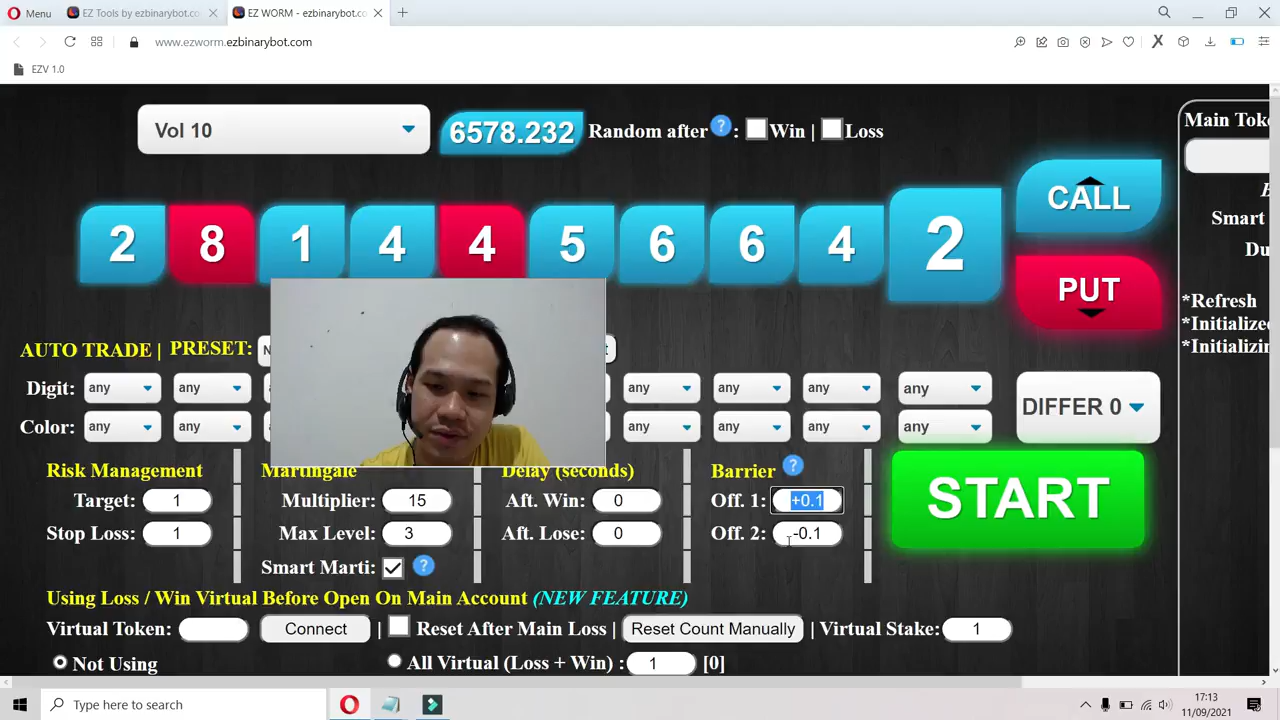 Menu
EZ Tools by ezbinarybot.co
EZ WORM - ezbinarybot.co
www.ezworm.ezbinarybot.com
EZV 1.0
Vol 10
6578.232
Random after ? : Win | Loss
Main Tok
CALL
2 8 1 4 4 5 6 6 4 2
Smart
Du
PUT
*Refresh
*Initialize
*Initializin
AUTO TRADE | PRESET:
Digit: any any any any any any
Color: any any any any any any
DIFFER 0
Risk Management Martingale Delay (seconds) Barrier ?
Target: 1 Multiplier: 15 Aft. Win: 0 Off. 1: +0.1
START
Stop Loss: 1 Max Level: 3 Aft. Lose: 0 Off. 2: -0.1
Smart Marti: ?
Using Loss / Win Virtual Before Open On Main Account (NEW FEATURE)
Virtual Token: Connect | Reset After Main Loss | Reset Count Manually | Virtual Stake: 1
Not Using All Virtual (Loss + Win) : 1 [0]
Type here to search
17:13
11/09/2021